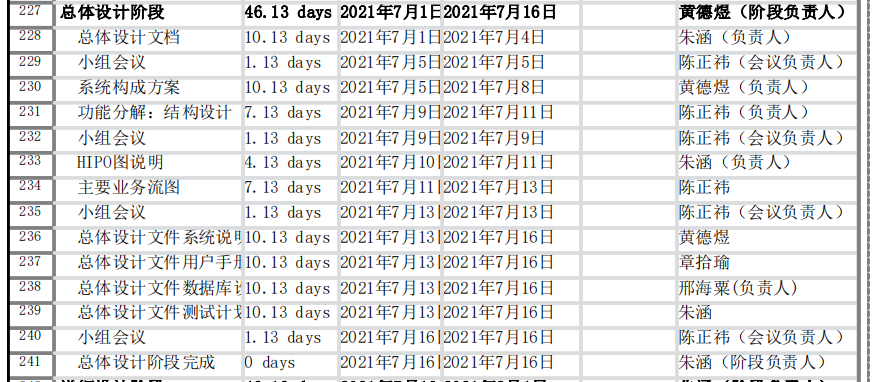 227 总体设计阶段 46.13 days 2021年7月1日 2021年7月16日 黄德煜（阶段负责人）
228 总体设计文档 10.13 days 2021年7月1日 2021年7月4日 朱涵（负责人）
229 小组会议 1.13 days 2021年7月5日 2021年7月5日 陈正祎（会议负责人）
230 系统构成方案 10.13 days 2021年7月5日 2021年7月8日 黄德煜（负责人）
231 功能分解：结构设计 7.13 days 2021年7月9日 2021年7月11日 陈正祎（负责人）
232 小组会议 1.13 days 2021年7月9日 2021年7月9日 陈正祎（会议负责人）
233 HIPO图说明 4.13 days 2021年7月10 2021年7月11日 朱涵（负责人）
234 主要业务流图 7.13 days 2021年7月11 2021年7月13日 陈正祎
235 小组会议 1.13 days 2021年7月13 2021年7月13日 陈正祎（会议负责人）
236 总体设计文件系统说明 10.13 days 2021年7月13 2021年7月16日 黄德煜
237 总体设计文件用户手册 10.13 days 2021年7月13 2021年7月16日 章拾瑜
238 总体设计文件数据库设 10.13 days 2021年7月13 2021年7月16日 邢海粟(负责人)
239 总体设计文件测试计划 10.13 days 2021年7月13 2021年7月16日 朱涵
240 小组会议 1.13 days 2021年7月16 2021年7月16日 陈正祎（会议负责人）
241 总体设计阶段完成 0 days 2021年7月16 2021年7月16日 朱涵（阶段负责人）